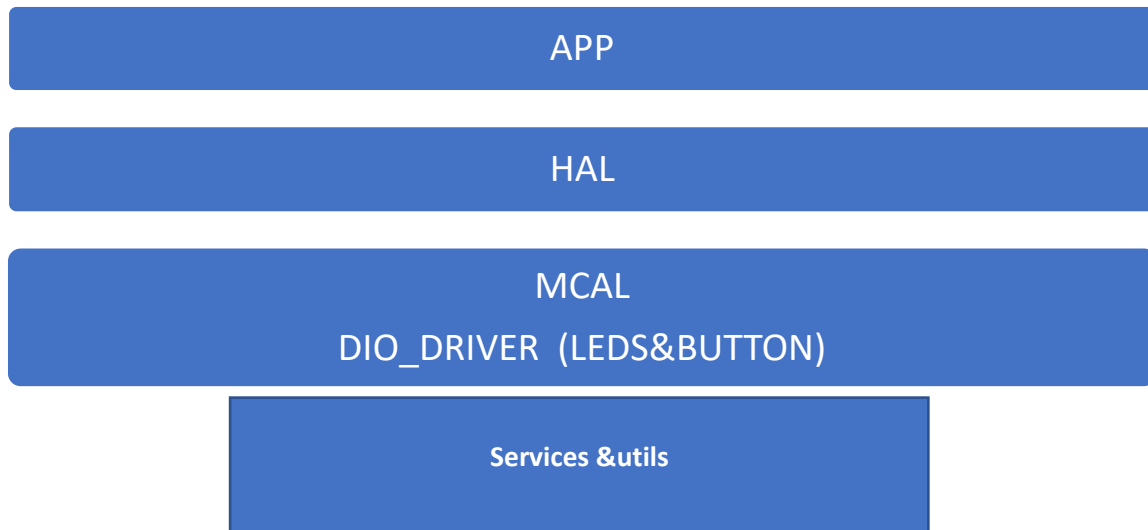 APP
HAL
MCAL
DIO_DRIVER (LEDS&BUTTON)
Services &utils